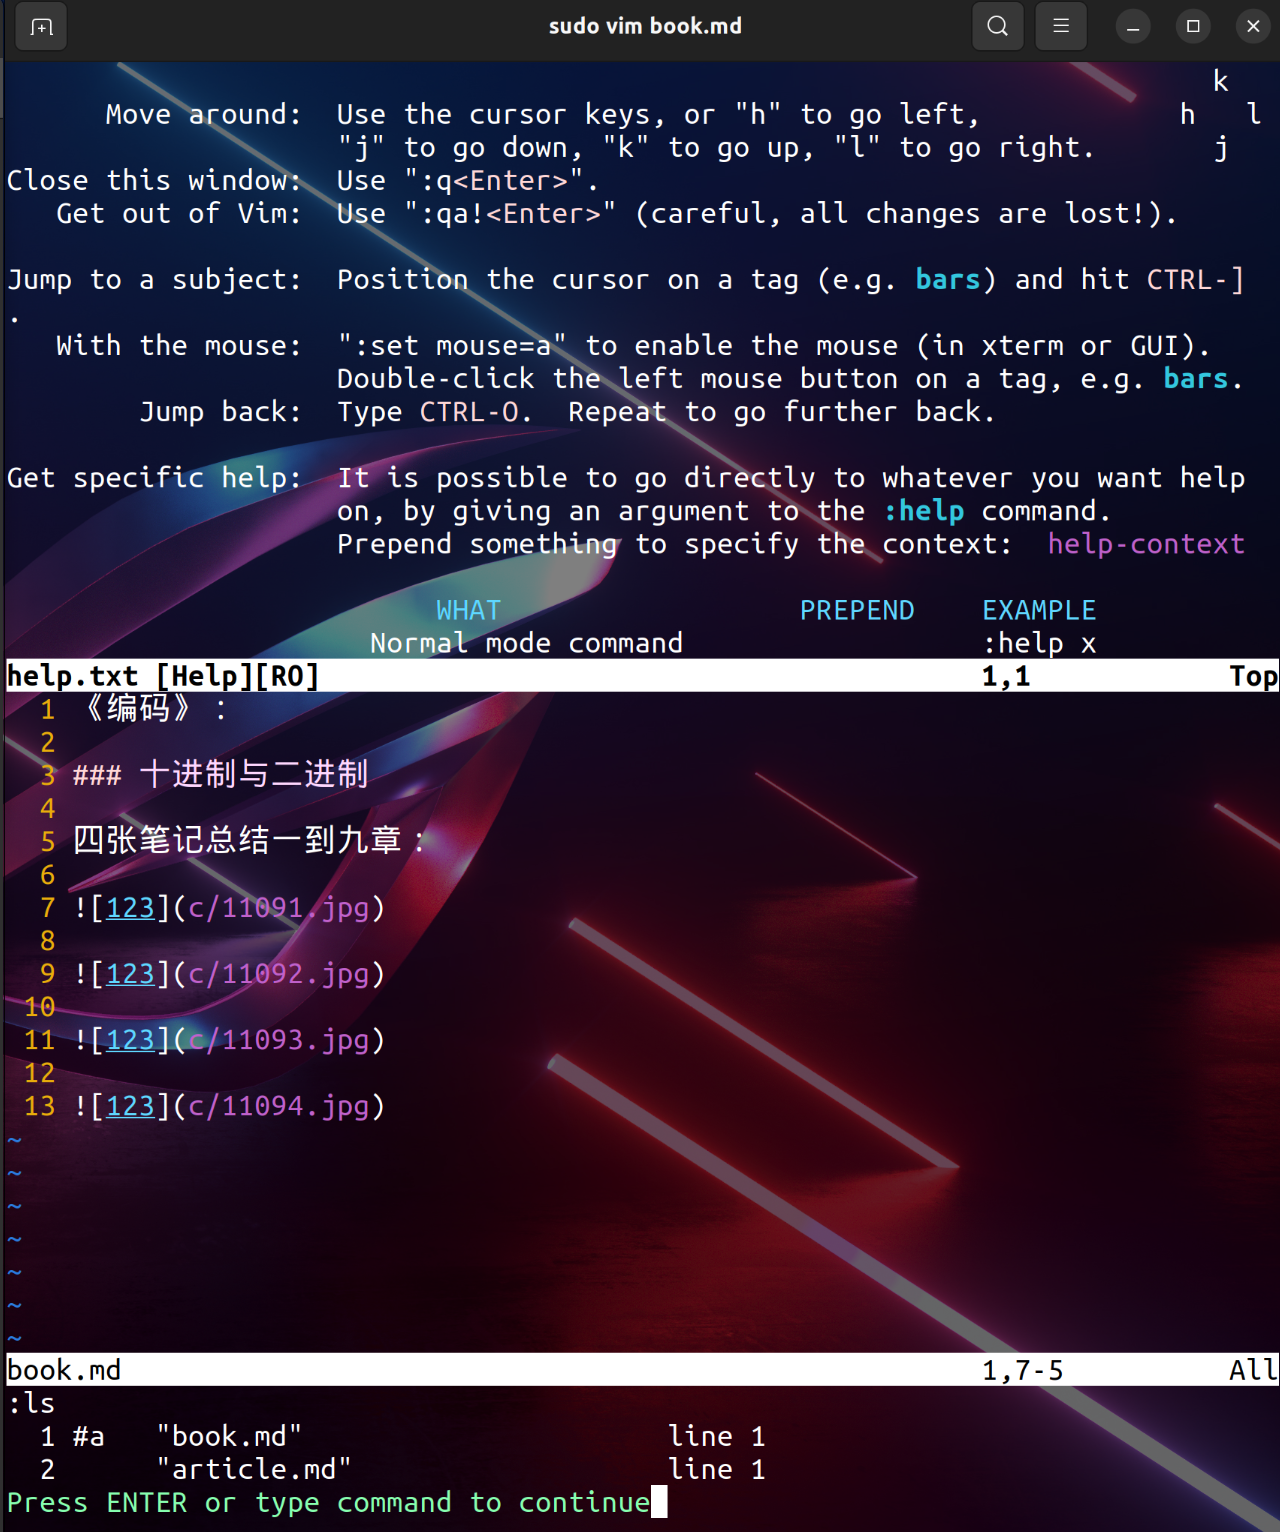 sudo vim book.md
k
Move around:  Use the cursor keys, or "h" to go left,            h   l
"j" to go down, "k" to go up, "l" to go right.       j
Close this window:  Use ":q<Enter>".
Get out of Vim:  Use ":qa!<Enter>" (careful, all changes are lost!).
Jump to a subject:  Position the cursor on a tag (e.g. bars) and hit CTRL-]
.
With the mouse:  ":set mouse=a" to enable the mouse (in xterm or GUI).
Double-click the left mouse button on a tag, e.g. bars.
Jump back:  Type CTRL-O.  Repeat to go further back.
Get specific help:  It is possible to go directly to whatever you want help
on, by giving an argument to the :help command.
Prepend something to specify the context:  help-context
WHAT                  PREPEND    EXAMPLE
Normal mode command                  :help x
help.txt [Help][RO]                                        1,1            Top
1 《编码》：
2
3 ### 十进制与二进制
4
5 四张笔记总结一到九章：
6
7 ![123](c/11091.jpg)
8
9 ![123](c/11092.jpg)
10
11 ![123](c/11093.jpg)
12
13 ![123](c/11094.jpg)
~
~
~
~
~
~
~
book.md                                                    1,7-5          All
:ls
1 #a   "book.md"                      line 1
2      "article.md"                   line 1
Press ENTER or type command to continue